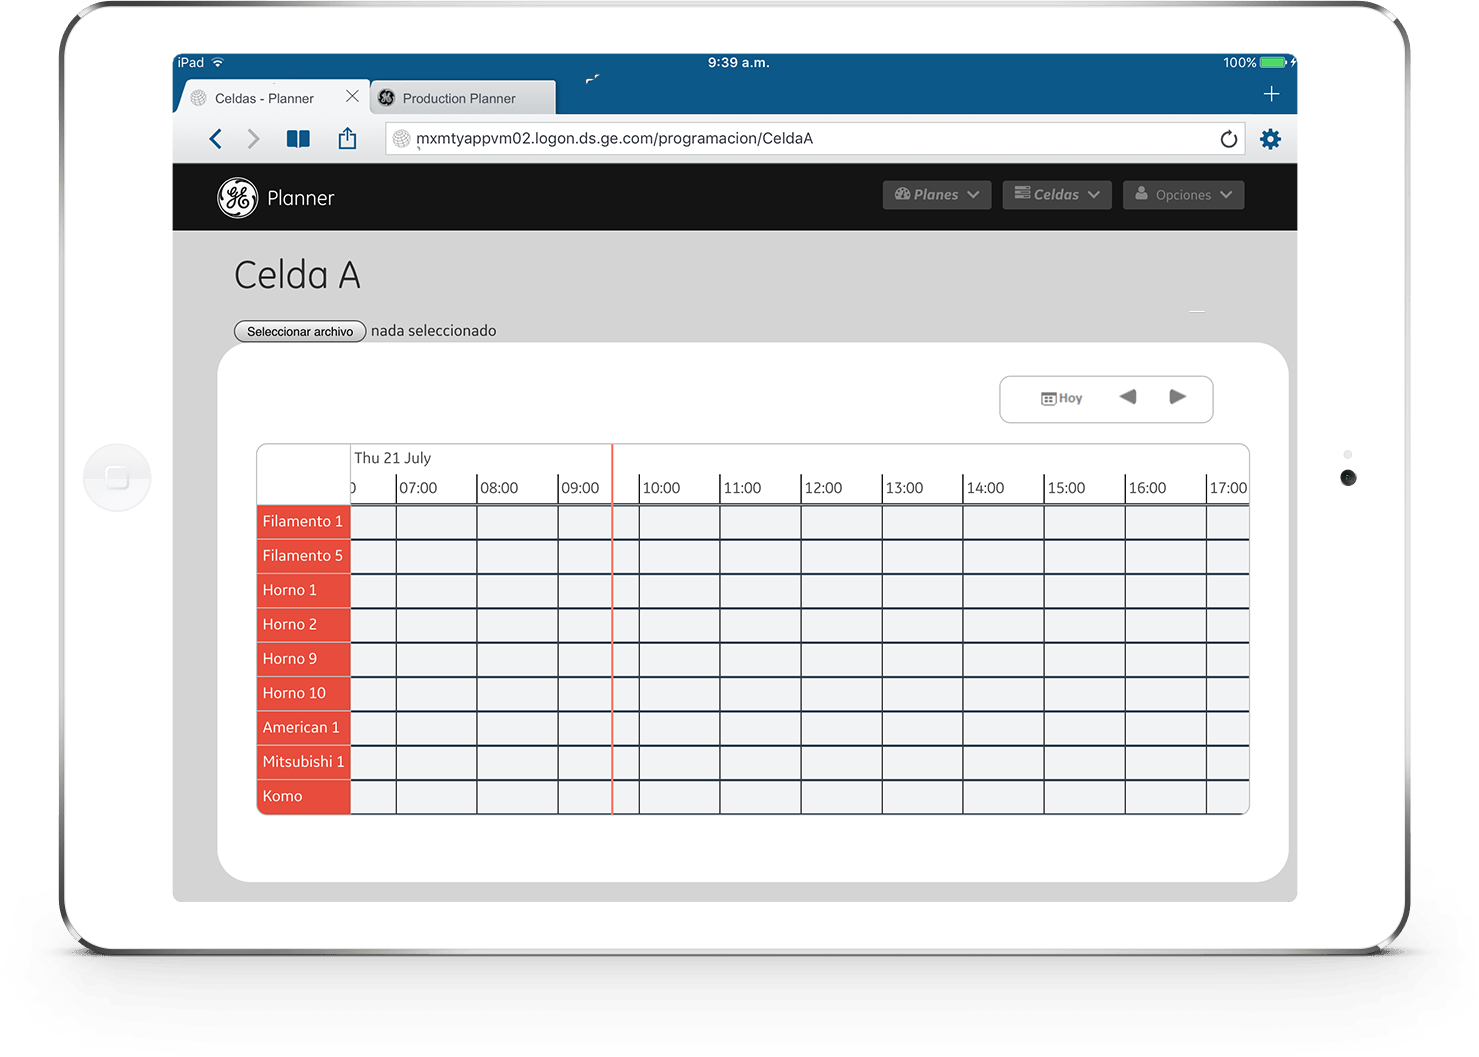 iPad 9:39 a.m. 100%
Celdas - Planner Production Planner
mxmtyappvm02.logon.ds.ge.com/programacion/CeldaA
GE Planner Planes Celdas Opciones
Celda A
Seleccionar archivo nada seleccionado
Hoy
Thu 21 July
0 07:00 08:00 09:00 10:00 11:00 12:00 13:00 14:00 15:00 16:00 17:00
Filamento 1
Filamento 5
Horno 1
Horno 2
Horno 9
Horno 10
American 1
Mitsubishi 1
Komo